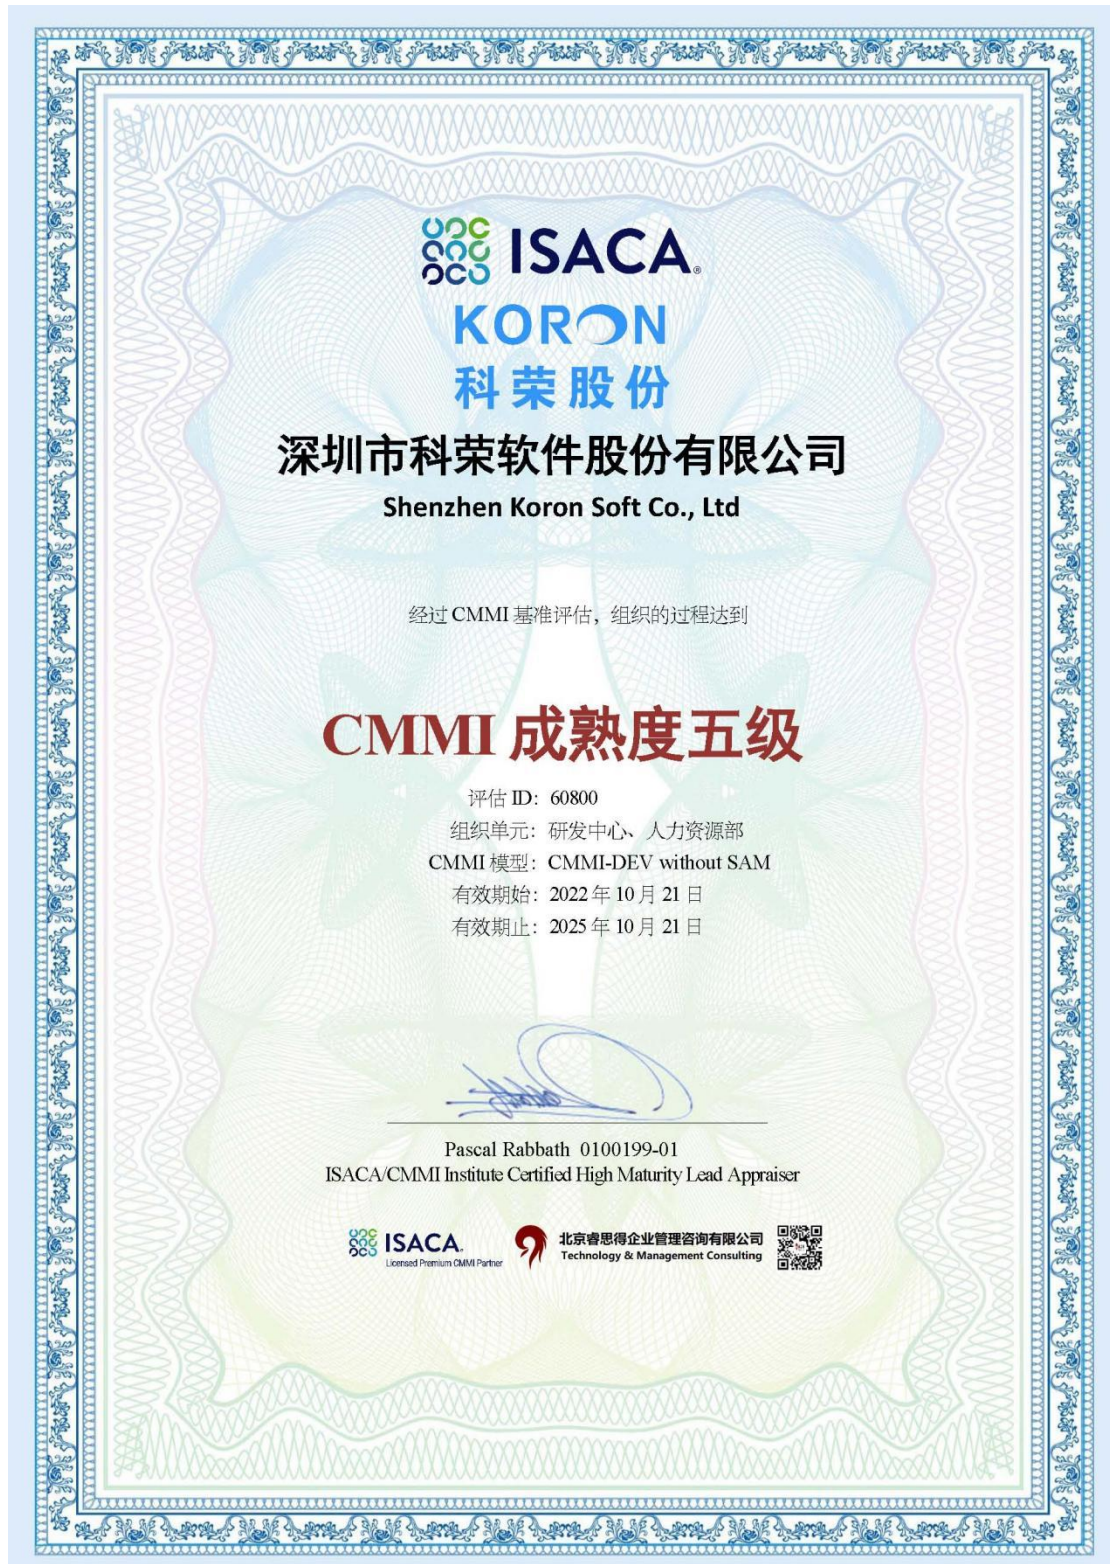 ISACA®
KORON
科荣股份
深圳市科荣软件股份有限公司
Shenzhen Koron Soft Co., Ltd
经过 CMMI 基准评估，组织的过程达到
CMMI 成熟度五级
评估 ID： 60800
组织单元： 研发中心、人力资源部
CMMI 模型： CMMI-DEV without SAM
有效期始： 2022 年 10 月 21 日
有效期止： 2025 年 10 月 21 日
Pascal Rabbath 0100199-01
ISACA/CMMI Institute Certified High Maturity Lead Appraiser
ISACA.
Licensed Premium CMMI Partner
北京睿思得企业管理咨询有限公司
Technology & Management Consulting